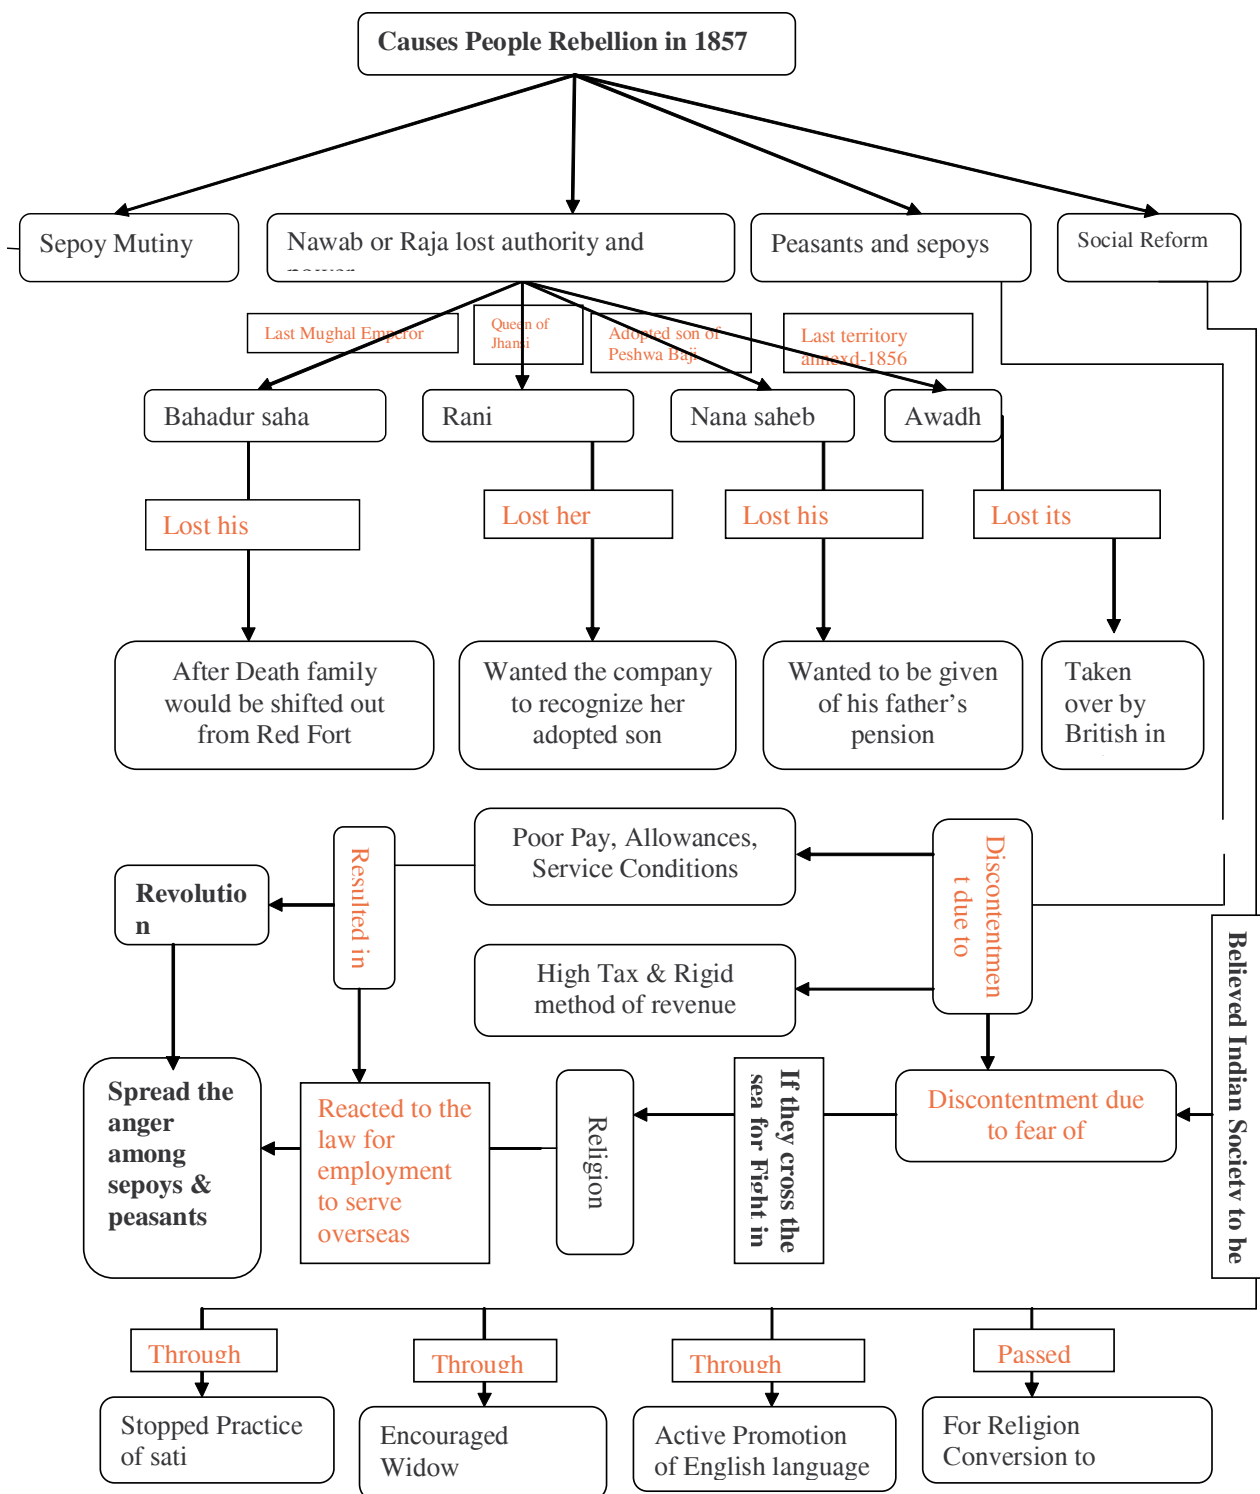 Causes People Rebellion in 1857
Sepoy Mutiny
Nawab or Raja lost authority and
Peasants and sepoys
Social Reform
Last Mughal Emperor
Queen of
Jhansi
Adopted son of
Peshwa Baji
Last territory
annexd-1856
Bahadur saha
Rani
Nana saheb
Awadh
Lost his
Lost her
Lost his
Lost its
After Death family
would be shifted out
from Red Fort
Wanted the company
to recognize her
adopted son
Wanted to be given
of his father's
pension
Taken
over by
British in
Poor Pay, Allowances,
Service Conditions
Resulted in
Discontentmen
t due to
Revolutio
n
High Tax & Rigid
method of revenue
Believed Indian Society to be
Spread the
anger
among
sepoys &
peasants
Reacted to the
law for
employment
to serve
overseas
Religion
If they cross the
sea for Fight in
Discontentment due
to fear of
Through
Through
Through
Passed
Stopped Practice
of sati
Encouraged
Widow
Active Promotion
of English language
For Religion
Conversion to